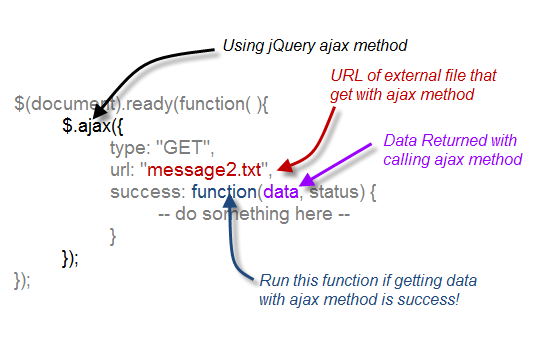 Using jQuery ajax method
URL of external file that
get with ajax method
$(document).ready(function( ){
$.ajax({
type: "GET",
url: "message2.txt",
success: function(data, status) {
-- do something here --
}
});
});
Data Returned with
calling ajax method
Run this function if getting data
with ajax method is success!